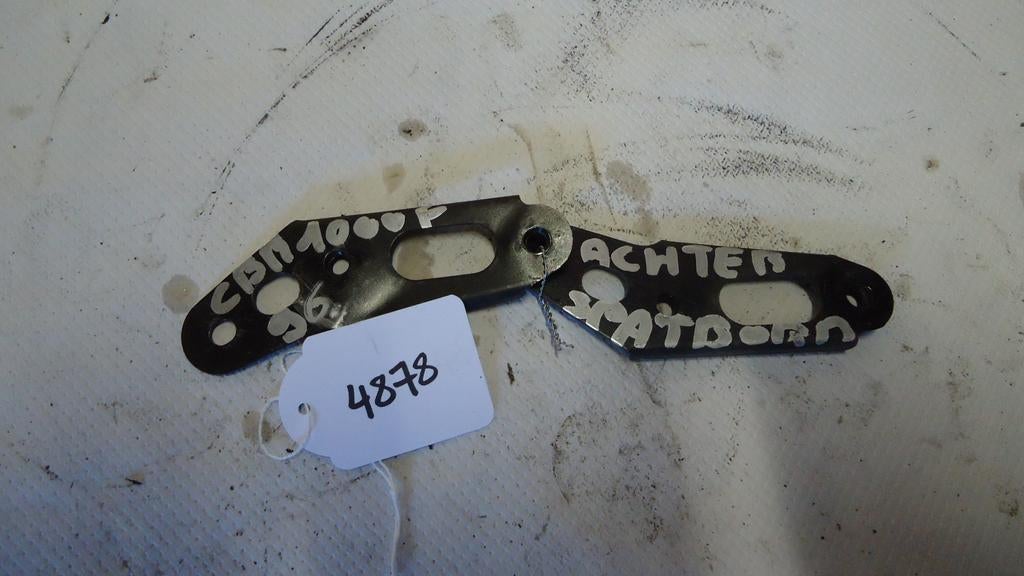 CBR1000F
96
ACHTER
SPATBORD
4878